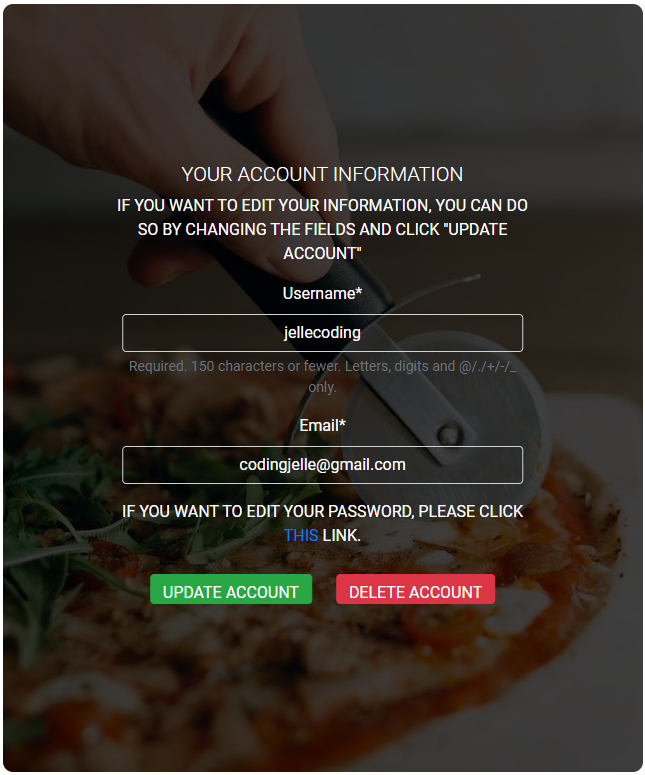 YOUR ACCOUNT INFORMATION
IF YOU WANT TO EDIT YOUR INFORMATION, YOU CAN DO
SO BY CHANGING THE FIELDS AND CLICK "UPDATE
ACCOUNT"
Username*
jellecoding
Required. 150 characters or fewer. Letters, digits and @/./+/-/_
only.
Email*
codingjelle@gmail.com
IF YOU WANT TO EDIT YOUR PASSWORD, PLEASE CLICK
THIS LINK.
UPDATE ACCOUNT DELETE ACCOUNT